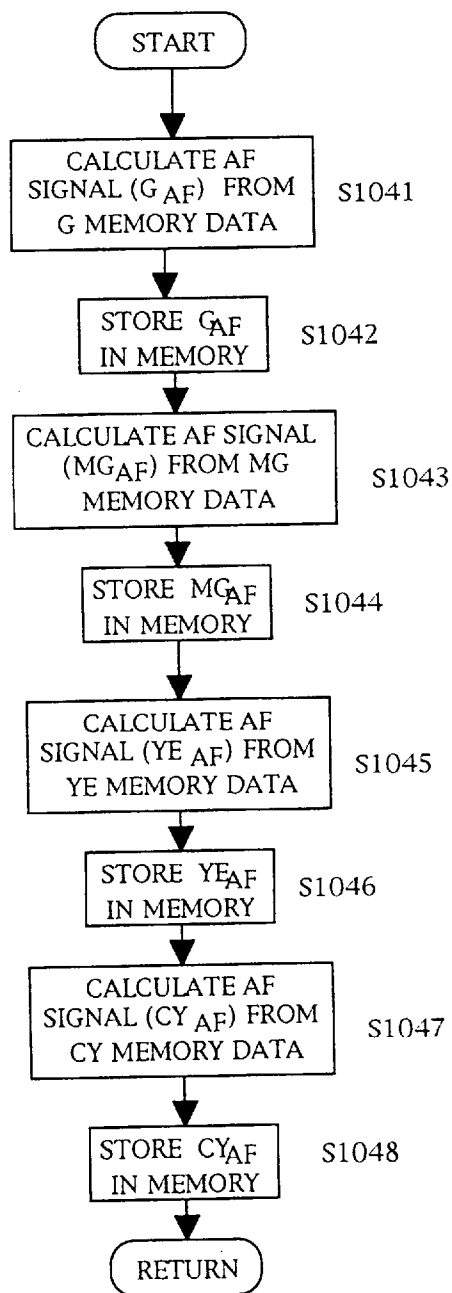 START
CALCULATE AF
SIGNAL (G AF) FROM
G MEMORY DATA
S1041
STORE GAF
IN MEMORY
S1042
CALCULATE AF SIGNAL
(MGAF) FROM MG
MEMORY DATA
S1043
STORE MGAF
IN MEMORY
S1044
CALCULATE AF
SIGNAL (YE AF) FROM
YE MEMORY DATA
S1045
STORE YEAF
IN MEMORY
S1046
CALCULATE AF
SIGNAL (CY AF) FROM
CY MEMORY DATA
S1047
STORE CYAF
IN MEMORY
S1048
RETURN